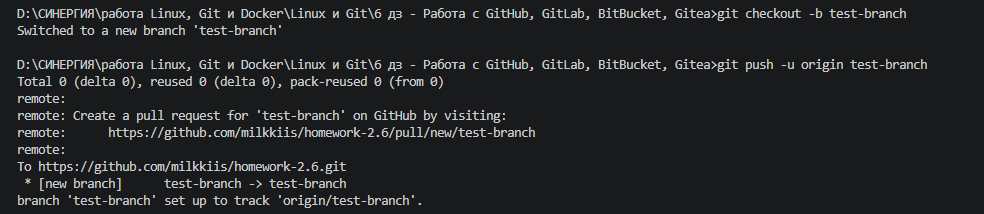 D:\СИНЕРГИЯ\работа Linux, Git и Docker\Linux и Git\6 дз - Работа с GitHub, GitLab, BitBucket, Gitea>git checkout -b test-branch
Switched to a new branch 'test-branch'
D:\СИНЕРГИЯ\работа Linux, Git и Docker\Linux и Git\6 дз - Работа с GitHub, GitLab, BitBucket, Gitea>git push -u origin test-branch
Total 0 (delta 0), reused 0 (delta 0), pack-reused 0 (from 0)
remote:
remote: Create a pull request for 'test-branch' on GitHub by visiting:
remote:      https://github.com/milkkiis/homework-2.6/pull/new/test-branch
remote:
To https://github.com/milkkiis/homework-2.6.git
 * [new branch]      test-branch -> test-branch
branch 'test-branch' set up to track 'origin/test-branch'.